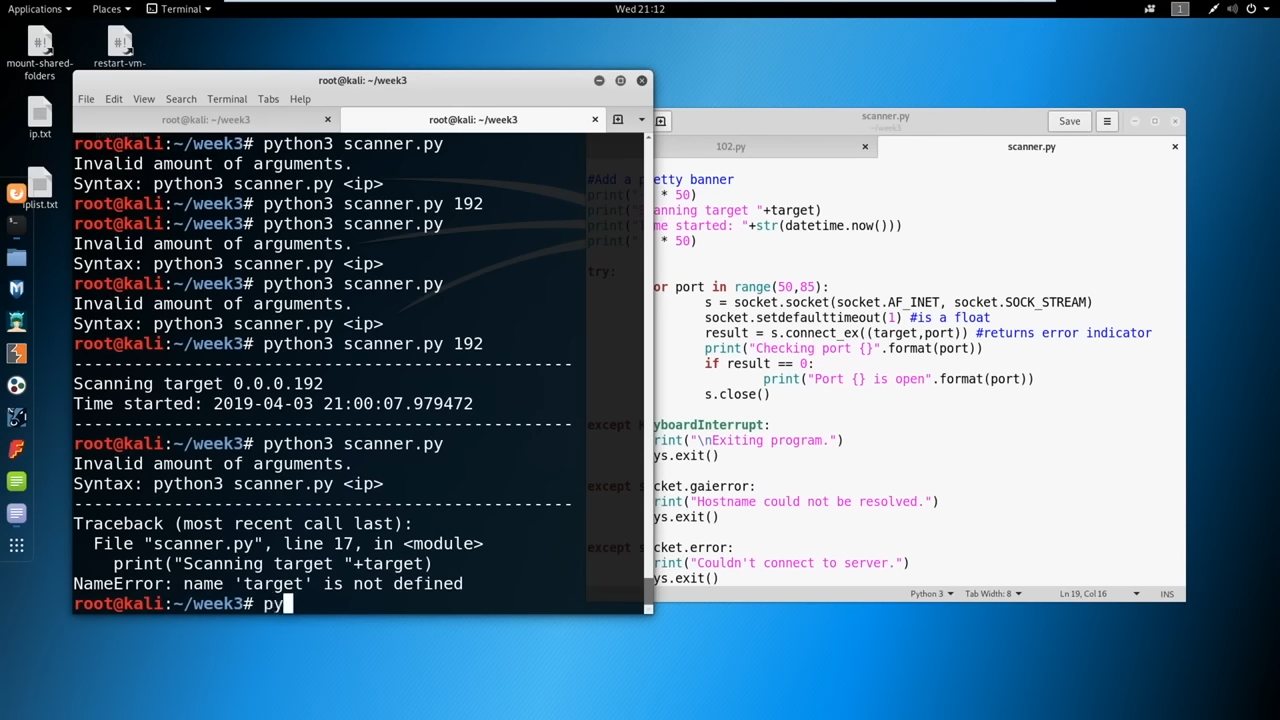 Applications
Places
Terminal
Wed 21:12
1
mount-shared-
folders
restart-vm-
ip.txt
iplist.txt
root@kali: ~/week3
File Edit View Search Terminal Tabs Help
root@kali: ~/week3
root@kali: ~/week3
root@kali:~/week3# python3 scanner.py
Invalid amount of arguments.
Syntax: python3 scanner.py <ip>
root@kali:~/week3# python3 scanner.py 192
root@kali:~/week3# python3 scanner.py
Invalid amount of arguments.
Syntax: python3 scanner.py <ip>
root@kali:~/week3# python3 scanner.py
Invalid amount of arguments.
Syntax: python3 scanner.py <ip>
root@kali:~/week3# python3 scanner.py 192
--------------------------------------------------
Scanning target 0.0.0.192
Time started: 2019-04-03 21:00:07.979472
--------------------------------------------------
root@kali:~/week3# python3 scanner.py
Invalid amount of arguments.
Syntax: python3 scanner.py <ip>
--------------------------------------------------
Traceback (most recent call last):
  File "scanner.py", line 17, in <module>
    print("Scanning target "+target)
NameError: name 'target' is not defined
root@kali:~/week3# py
scanner.py
~/week3
Save
102.py
scanner.py
#Add a pretty banner
print("-" * 50)
print("Scanning target "+target)
print("Time started: "+str(datetime.now()))
print("-" * 50)
try:
for port in range(50,85):
s = socket.socket(socket.AF_INET, socket.SOCK_STREAM)
socket.setdefaulttimeout(1) #is a float
result = s.connect_ex((target,port)) #returns error indicator
print("Checking port {}".format(port))
if result == 0:
print("Port {} is open".format(port))
s.close()
except KeyboardInterrupt:
print("\nExiting program.")
sys.exit()
except socket.gaierror:
print("Hostname could not be resolved.")
sys.exit()
except socket.error:
print("Couldn't connect to server.")
sys.exit()
Python 3
Tab Width: 8
Ln 19, Col 16
INS